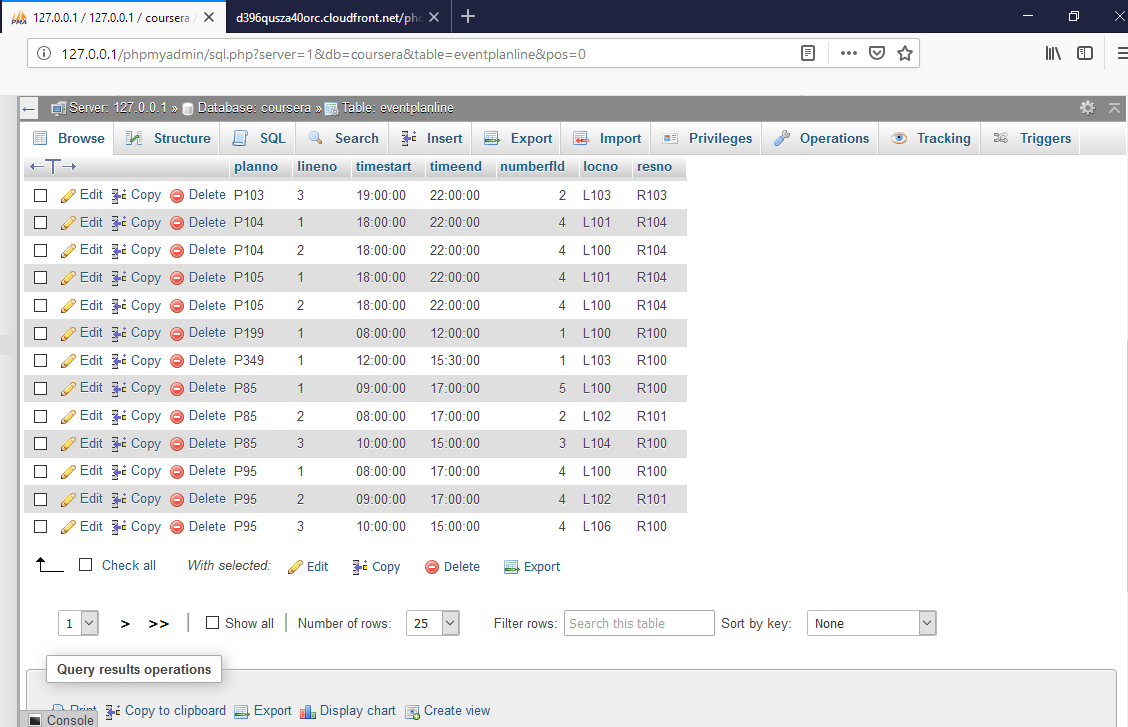 127.0.0.1 / 127.0.0.1 / coursera
d396qusza40orc.cloudfront.net/pho
127.0.0.1/phpmyadmin/sql.php?server=1&db=coursera&table=eventplanline&pos=0
Server: 127.0.0.1 » Database: coursera » Table: eventplanline
Browse Structure SQL Search Insert Export Import Privileges Operations Tracking Triggers
planno lineno timestart timeend numberfld locno resno
Edit Copy Delete P103 3 19:00:00 22:00:00 2 L103 R103
Edit Copy Delete P104 1 18:00:00 22:00:00 4 L101 R104
Edit Copy Delete P104 2 18:00:00 22:00:00 4 L100 R104
Edit Copy Delete P105 1 18:00:00 22:00:00 4 L101 R104
Edit Copy Delete P105 2 18:00:00 22:00:00 4 L100 R104
Edit Copy Delete P199 1 08:00:00 12:00:00 1 L100 R100
Edit Copy Delete P349 1 12:00:00 15:30:00 1 L103 R100
Edit Copy Delete P85 1 09:00:00 17:00:00 5 L100 R100
Edit Copy Delete P85 2 08:00:00 17:00:00 2 L102 R101
Edit Copy Delete P85 3 10:00:00 15:00:00 3 L104 R100
Edit Copy Delete P95 1 08:00:00 17:00:00 4 L100 R100
Edit Copy Delete P95 2 09:00:00 17:00:00 4 L102 R101
Edit Copy Delete P95 3 10:00:00 15:00:00 4 L106 R100
Check all With selected: Edit Copy Delete Export
1 > >> Show all Number of rows: 25 Filter rows: Search this table Sort by key: None
Query results operations
Print Copy to clipboard Export Display chart Create view
Console